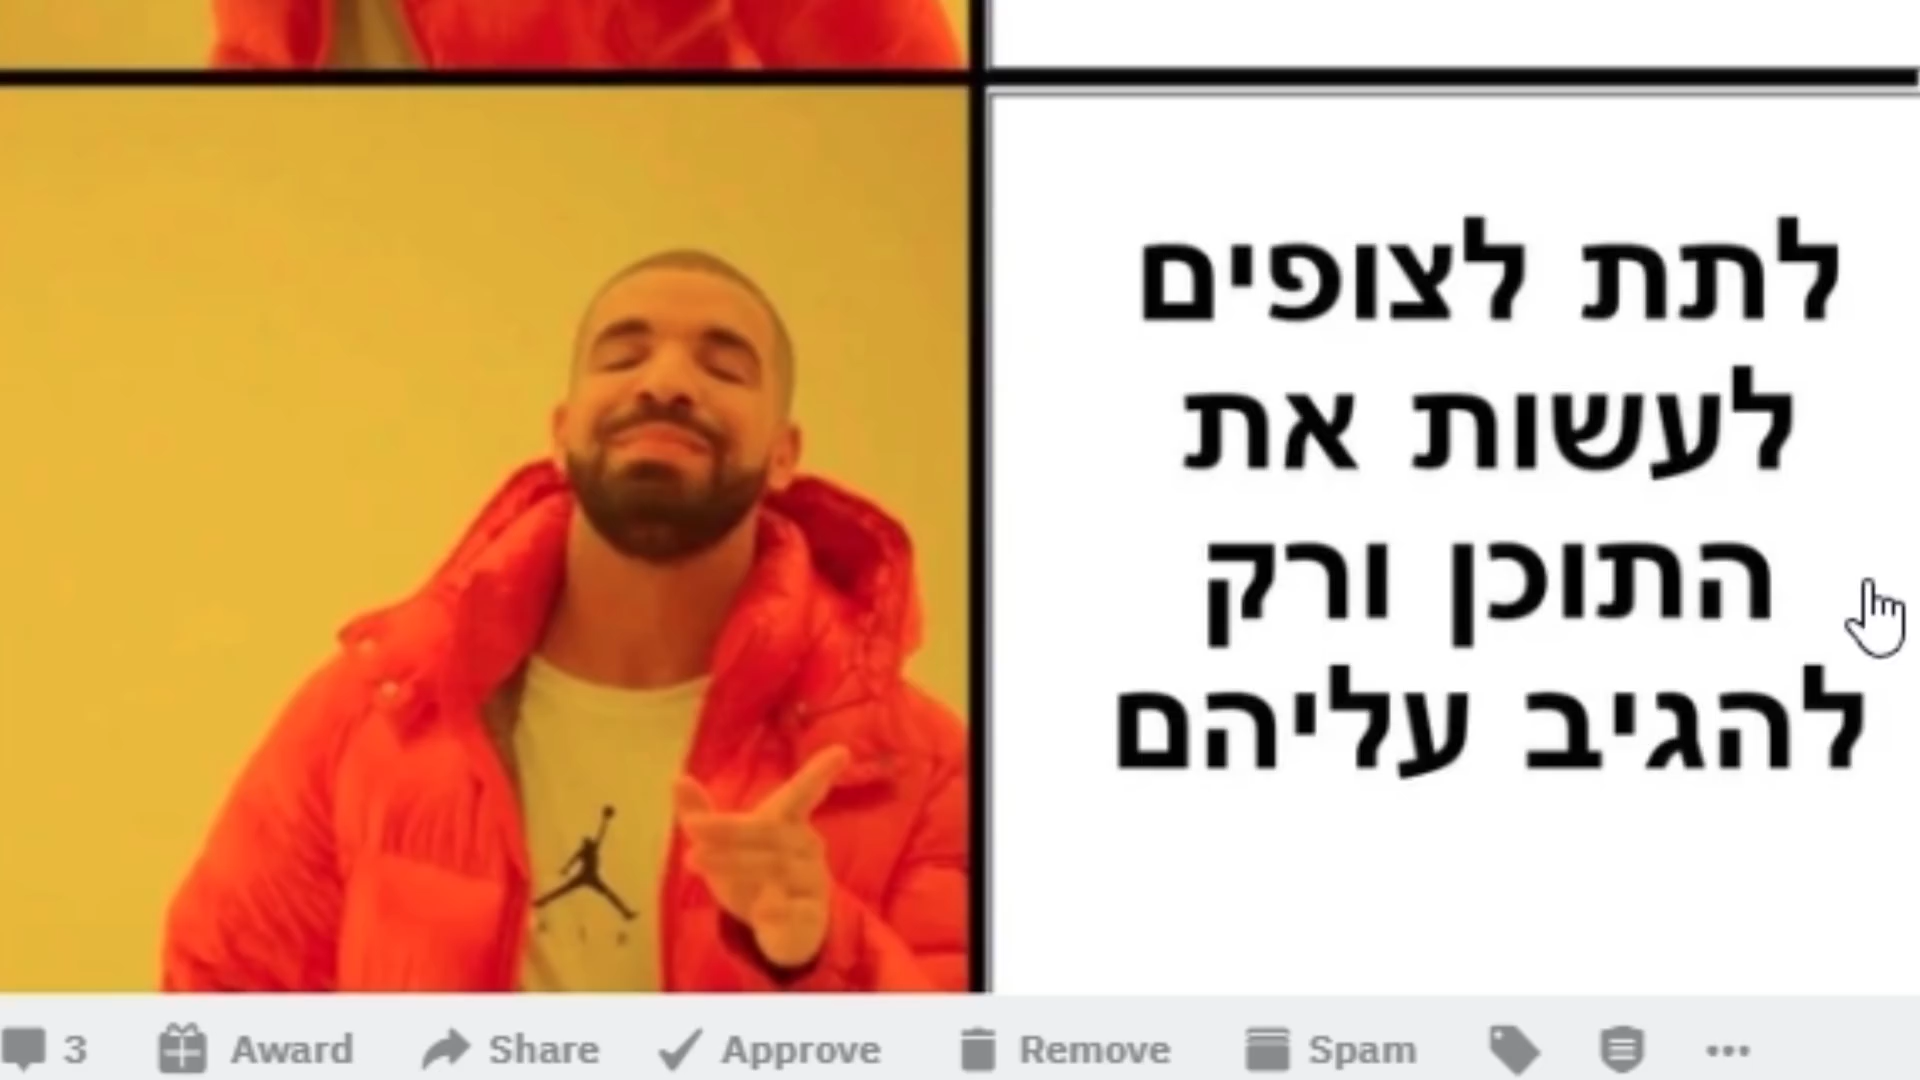 לתת לצופים
לעשות את
התוכן ורק
להגיב עליהם
3 Award Share Approve Remove Spam